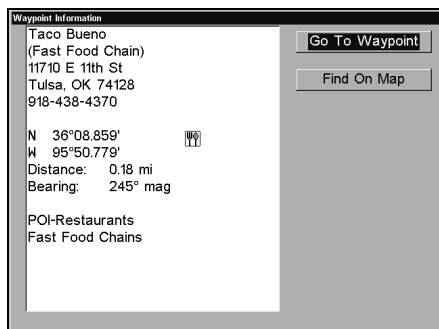 Waypoint Information
Taco Bueno
(Fast Food Chain)
11710 E 11th St
Tulsa, OK 74128
918-438-4370
N 36°08.859'
W 95°50.779'
Distance: 0.18 mi
Bearing: 245° mag
POI-Restaurants
Fast Food Chains
Go To Waypoint
Find On Map